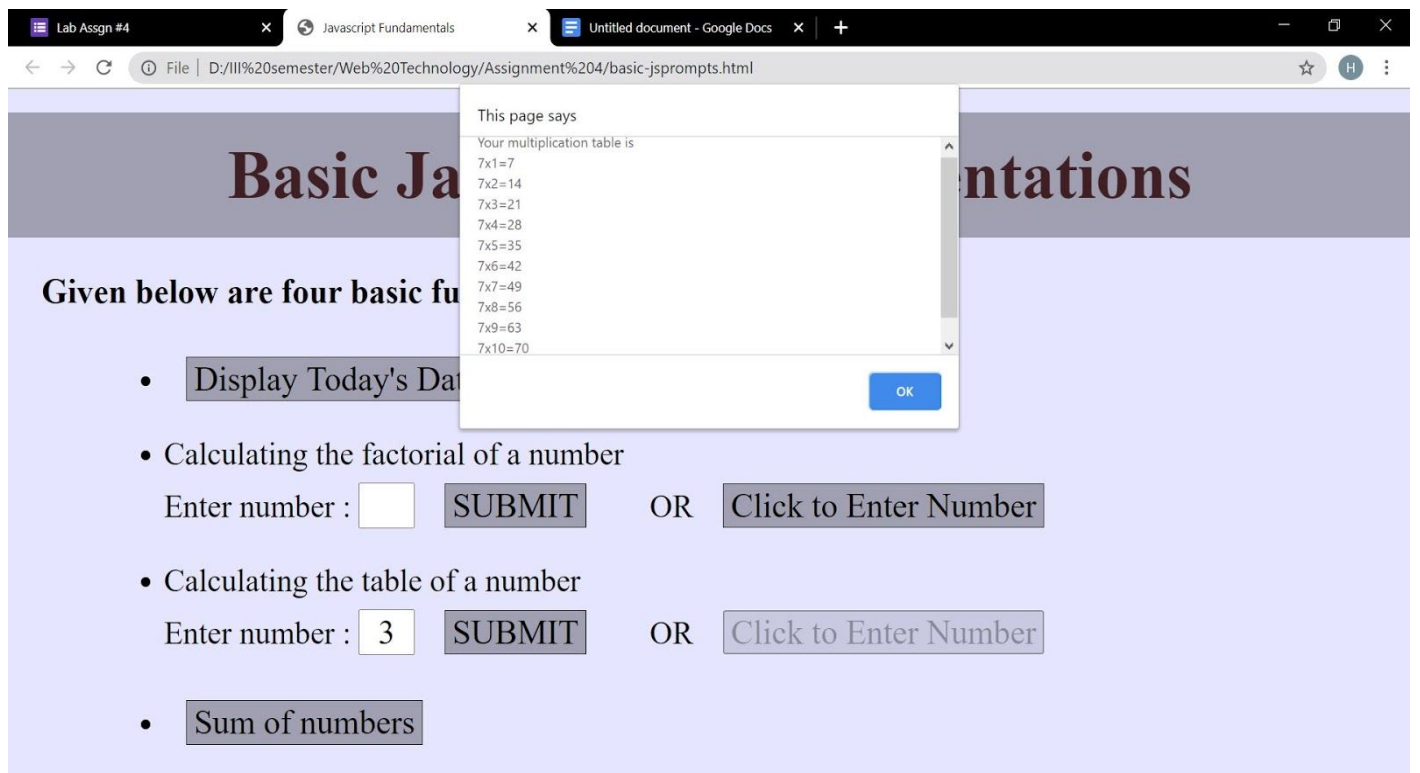 Lab Assgn #4
Javascript Fundamentals
Untitled document - Google Docs
File | D:/III%20semester/Web%20Technology/Assignment%204/basic-jsprompts.html
H
This page says
Your multiplication table is
7x1=7
7x2=14
7x3=21
7x4=28
7x5=35
7x6=42
7x7=49
7x8=56
7x9=63
7x10=70
OK
Basic Ja
ntations
Given below are four basic fu
Display Today's Dat
Calculating the factorial of a number
Enter number : SUBMIT OR Click to Enter Number
Calculating the table of a number
Enter number : 3 SUBMIT OR Click to Enter Number
Sum of numbers